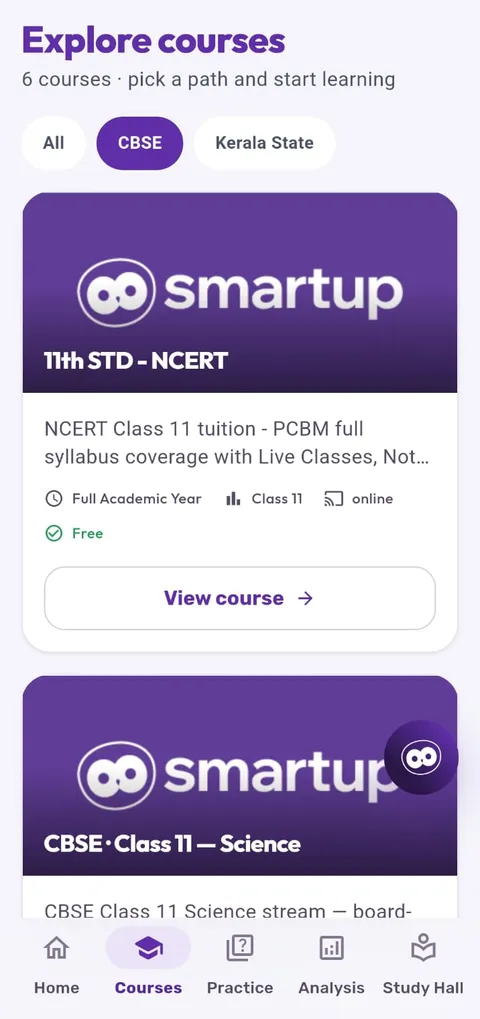 Explore courses
6 courses · pick a path and start learning
All
CBSE
Kerala State
smartup
11th STD - NCERT
NCERT Class 11 tuition - PCBM full
syllabus coverage with Live Classes, Not...
Full Academic Year
Class 11
online
Free
View course →
smartup
CBSE · Class 11 — Science
CBSE Class 11 Science stream — board-
Home
Courses
Practice
Analysis
Study Hall